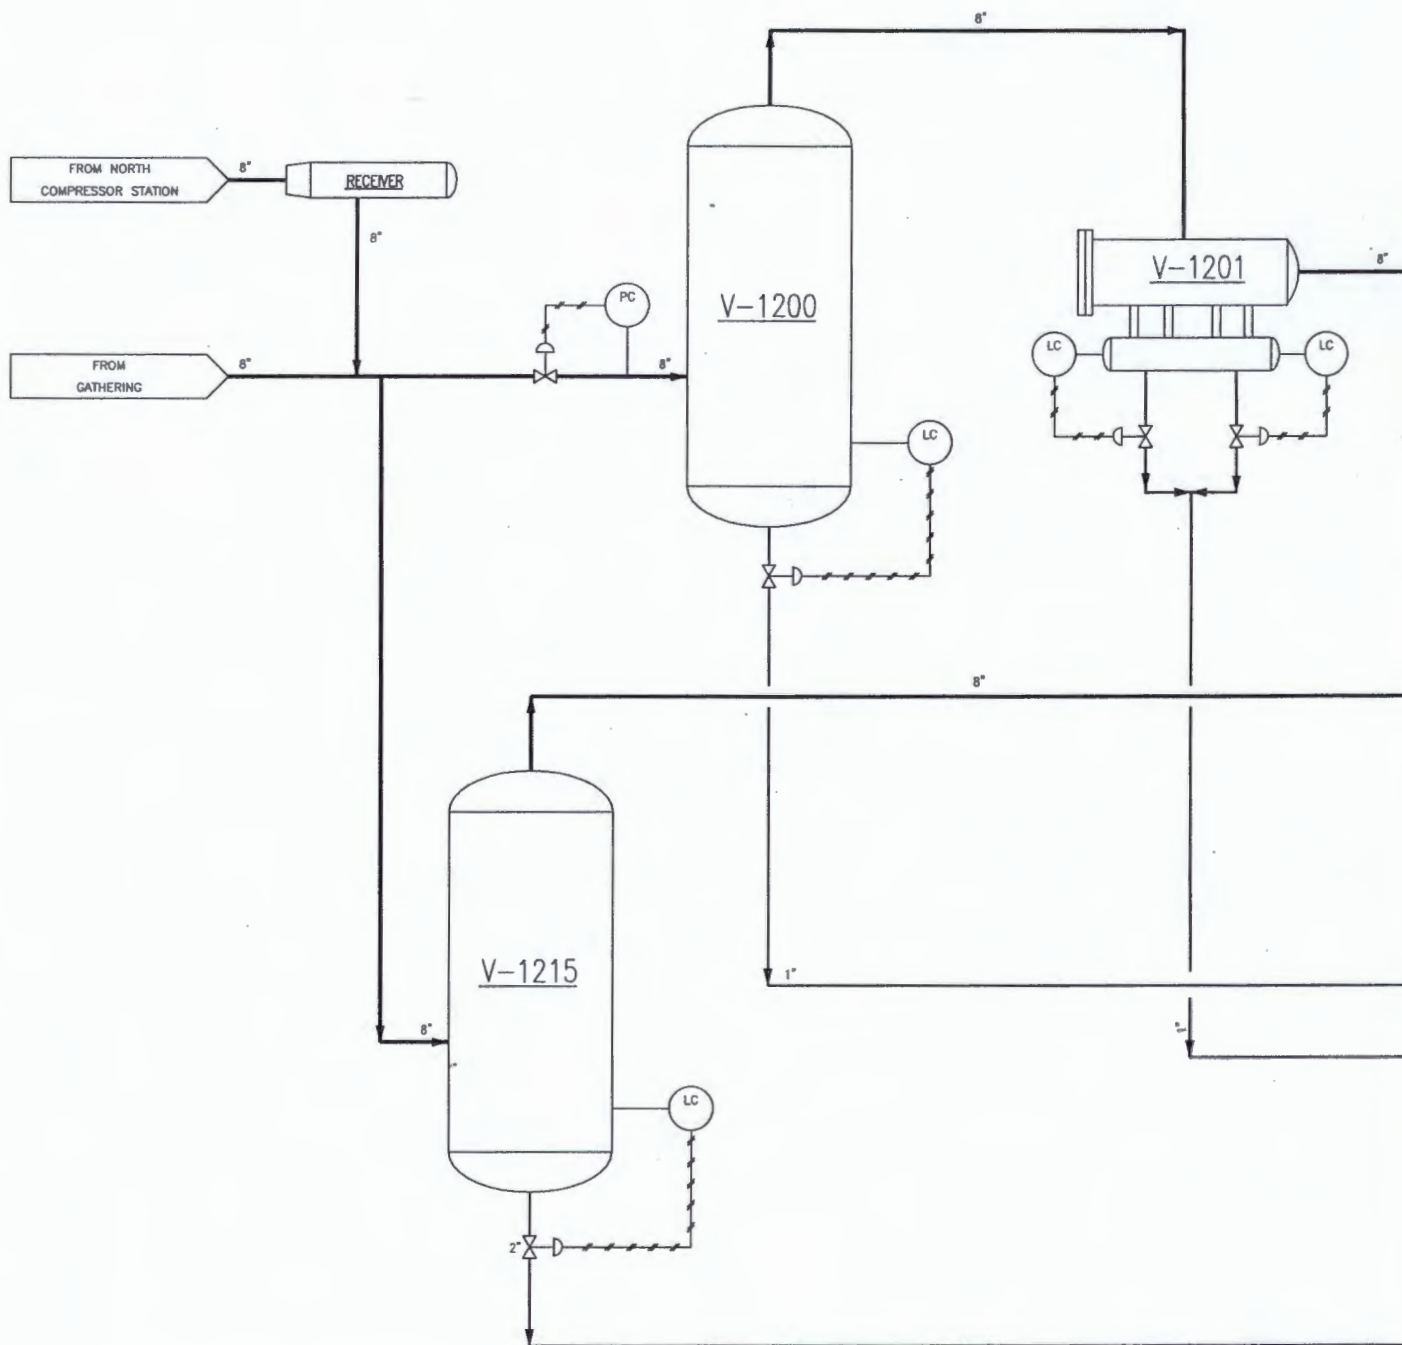 8"
FROM NORTH
COMPRESSOR STATION
8"
RECEIVER
8"
PC
V-1200
V-1201
8"
FROM
GATHERING
8"
8"
LC
LC
LC
8"
V-1215
1"
8"
1"
LC
2"